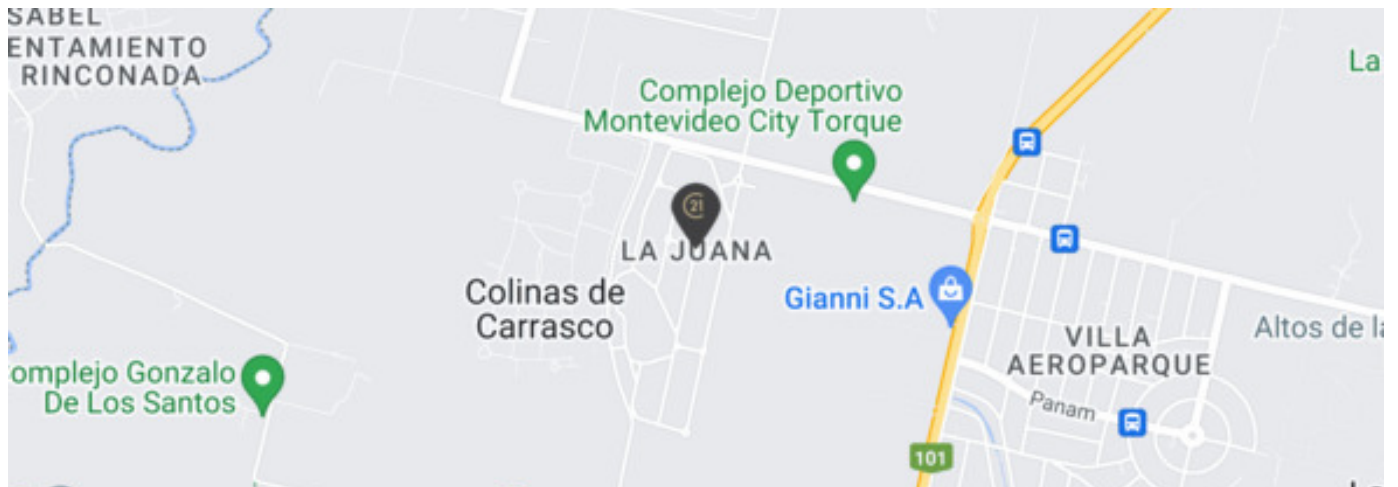 SABEL
ENTAMIENTO
RINCONADA
La
Complejo Deportivo
Montevideo City Torque
21
LA JUANA
Colinas de
Carrasco
Gianni S.A
VILLA
AEROPARQUE
Altos de la
omplejo Gonzalo
De Los Santos
Panam
101